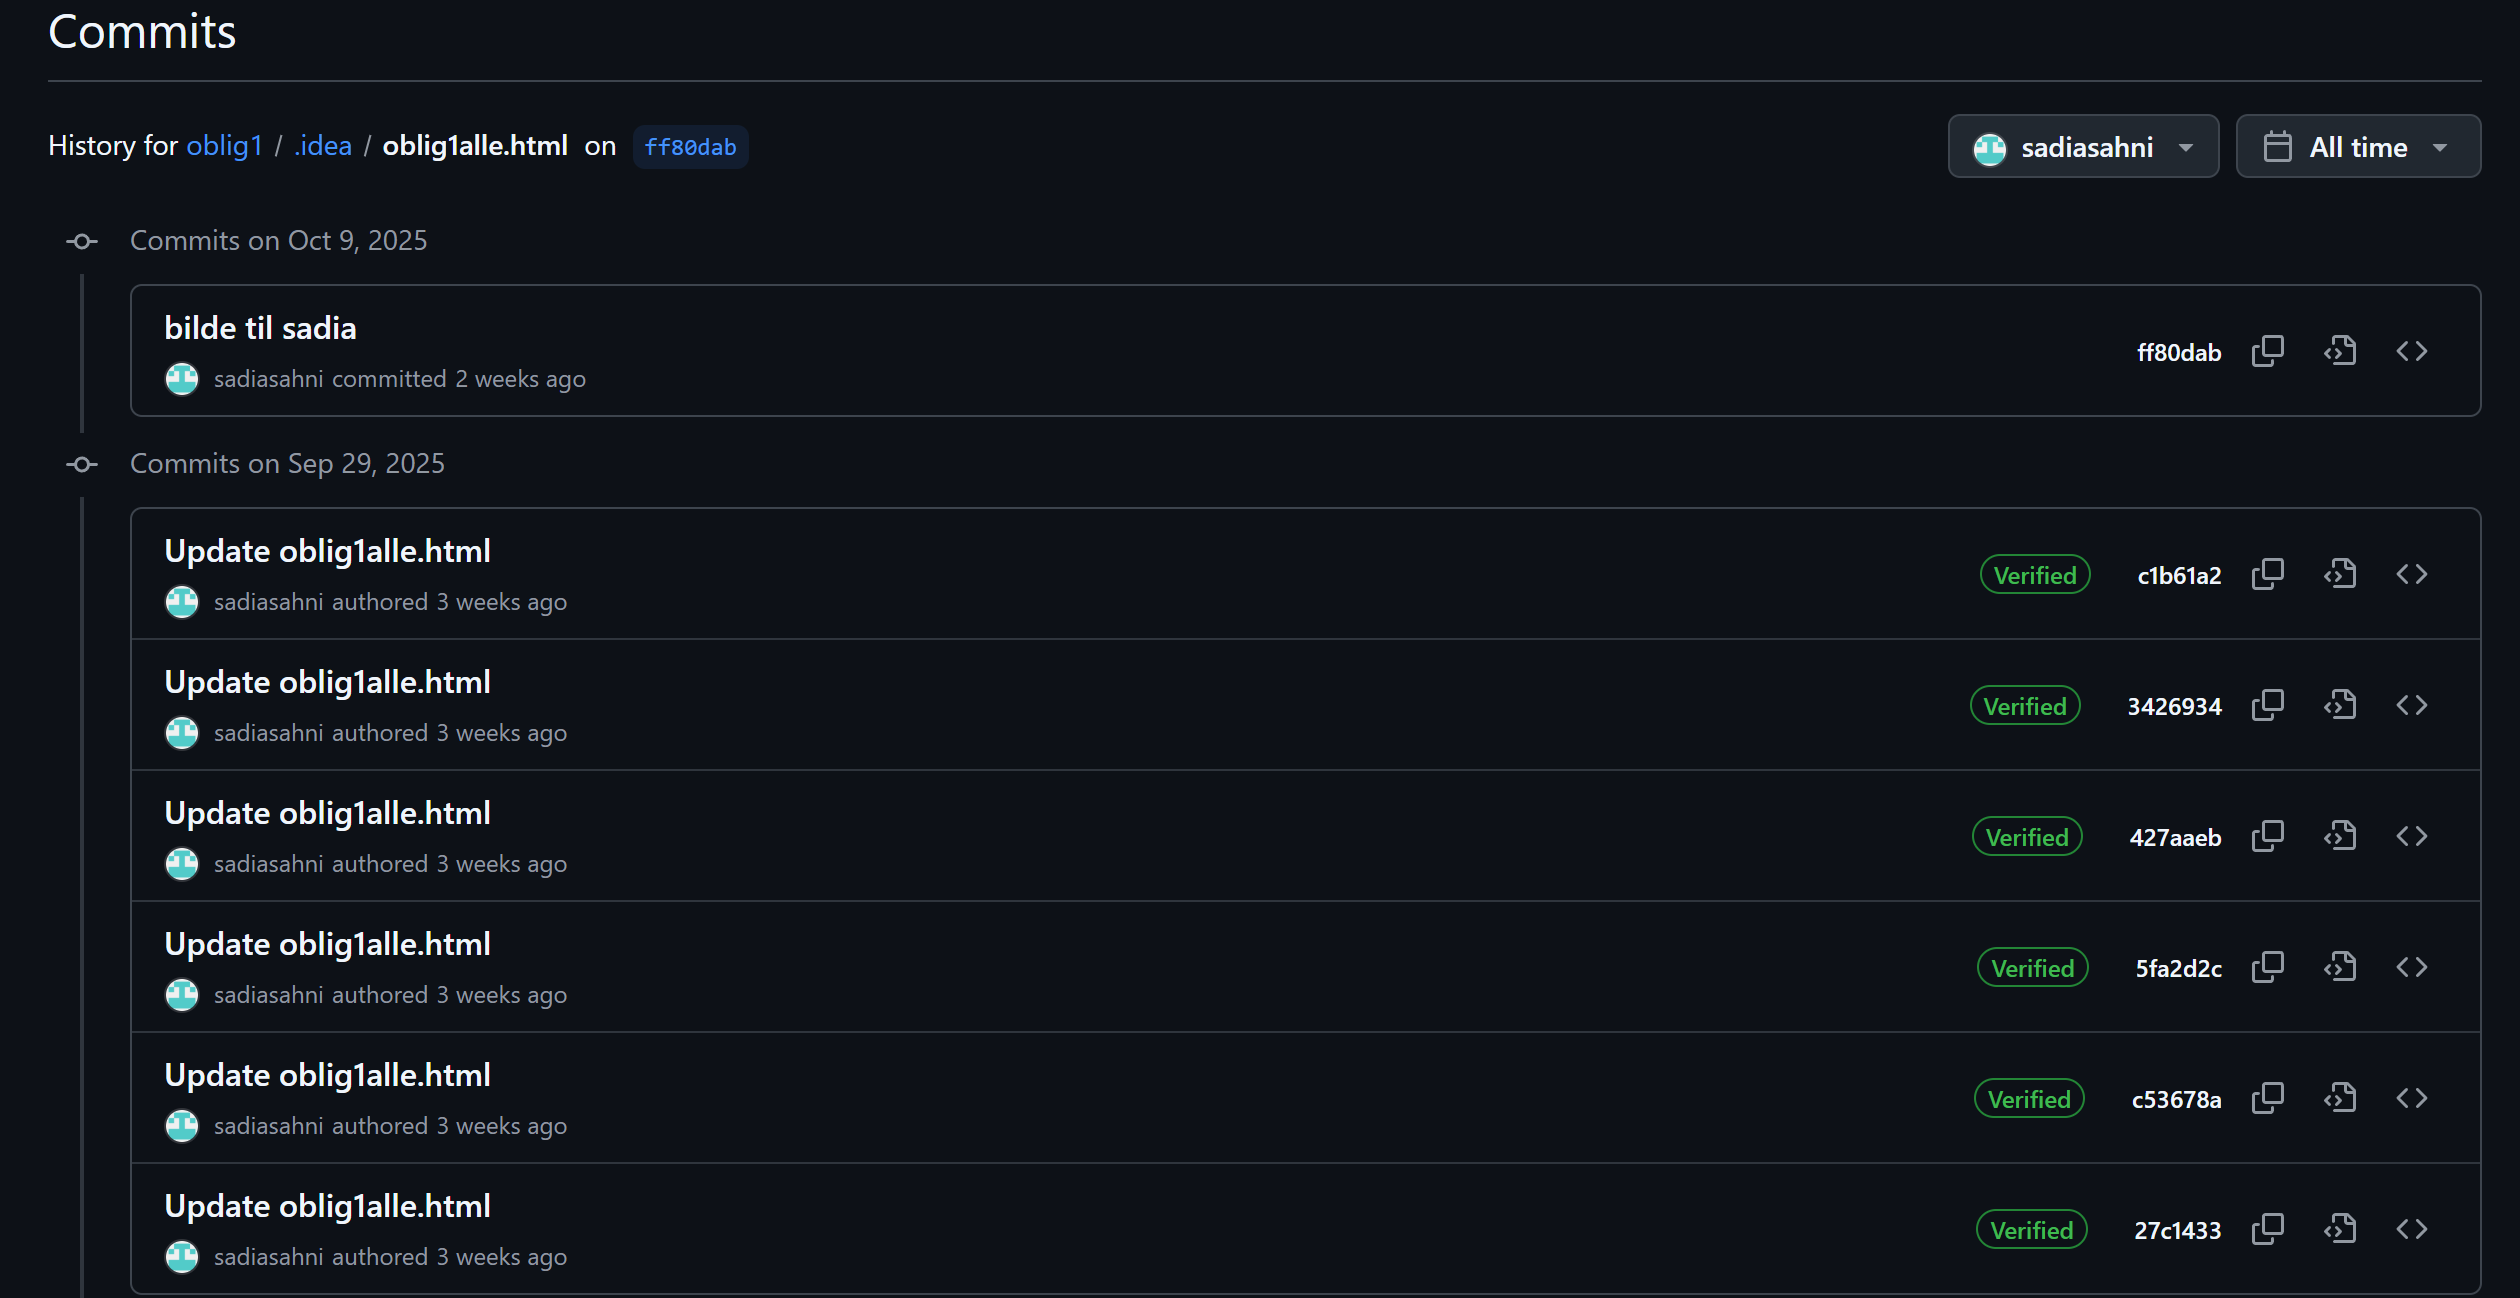 Commits
History for oblig1 / .idea / oblig1alle.html on ff80dab
sadiasahni
All time
Commits on Oct 9, 2025
bilde til sadia
sadiasahni committed 2 weeks ago
ff80dab
Commits on Sep 29, 2025
Update oblig1alle.html
sadiasahni authored 3 weeks ago
Verified
c1b61a2
Update oblig1alle.html
sadiasahni authored 3 weeks ago
Verified
3426934
Update oblig1alle.html
sadiasahni authored 3 weeks ago
Verified
427aaeb
Update oblig1alle.html
sadiasahni authored 3 weeks ago
Verified
5fa2d2c
Update oblig1alle.html
sadiasahni authored 3 weeks ago
Verified
c53678a
Update oblig1alle.html
sadiasahni authored 3 weeks ago
Verified
27c1433